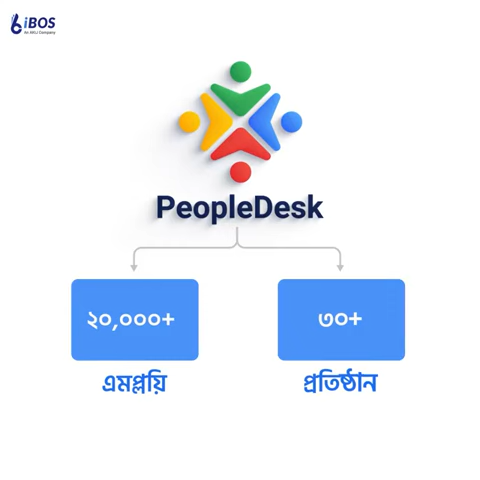 iBOS
An AKIJ Company
PeopleDesk
২০,০০০+
৩০+
এমপ্লয়ি
প্রতিষ্ঠান